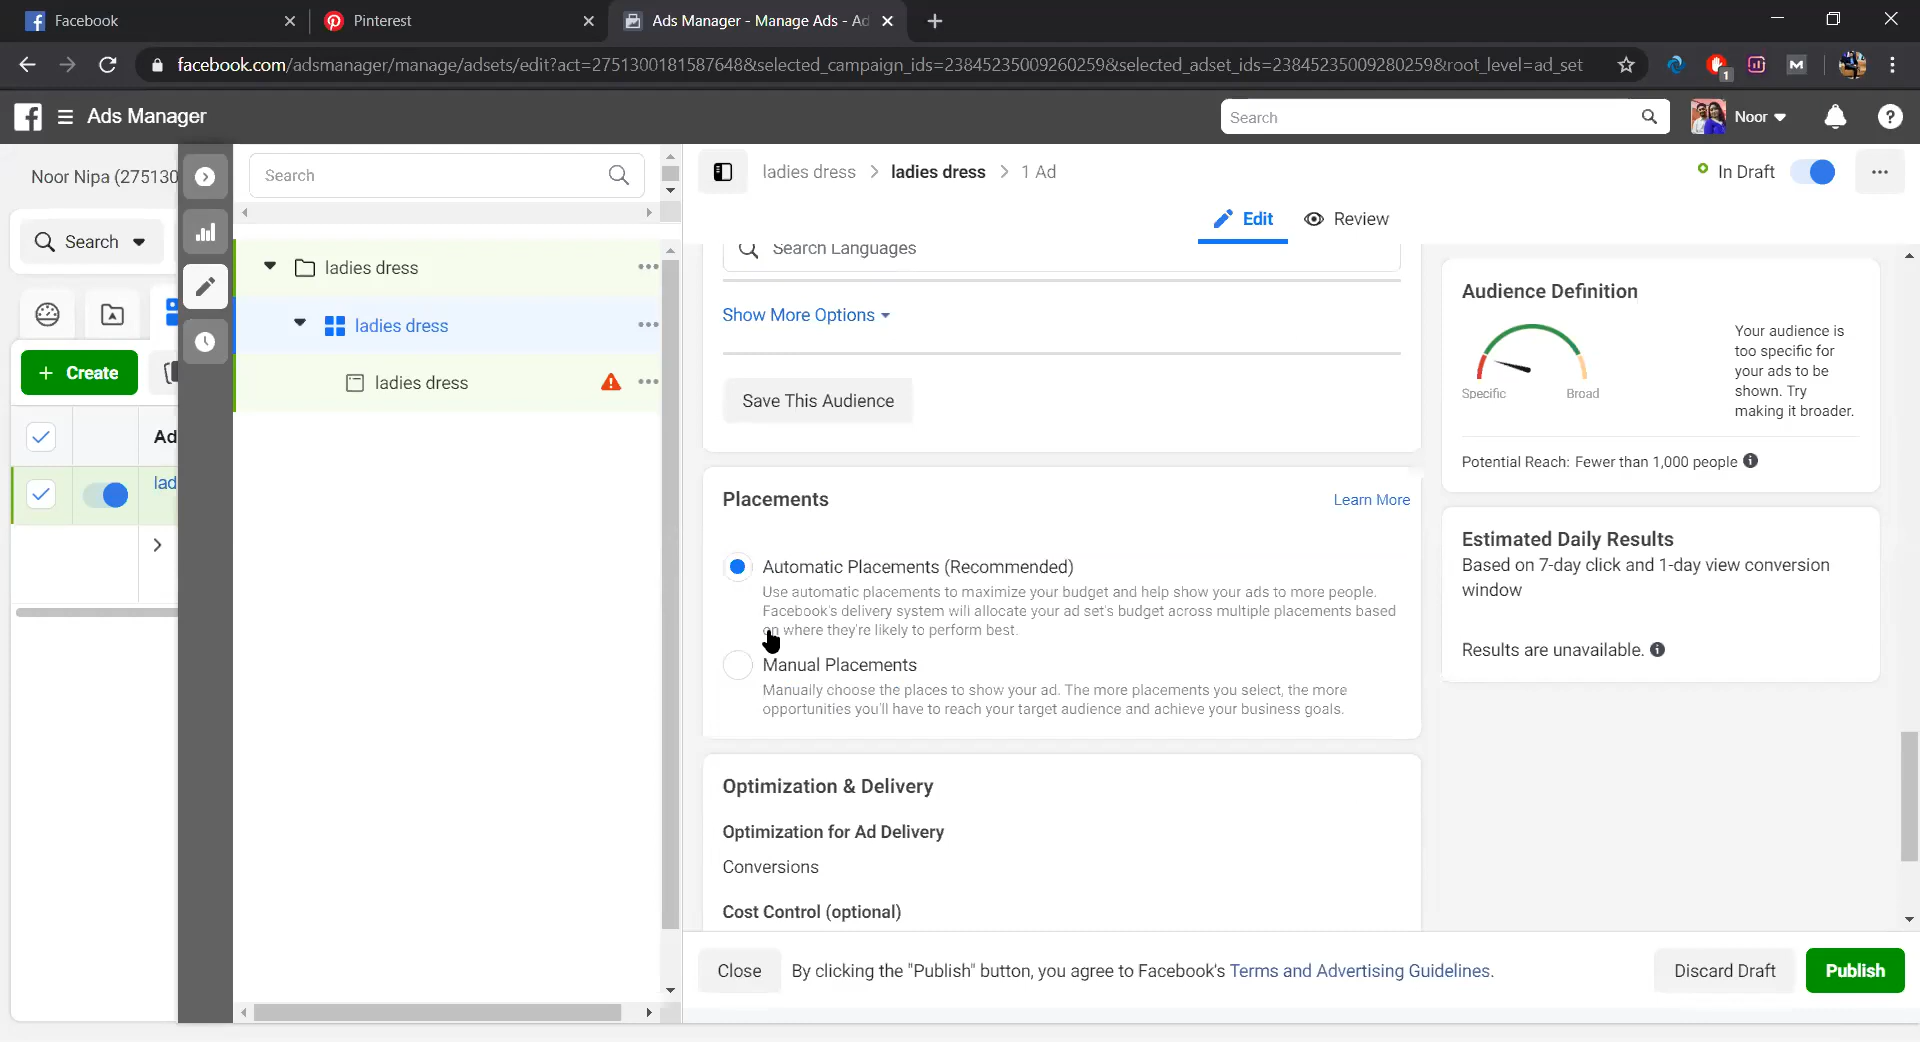 Facebook
Pinterest
Ads Manager - Manage Ads - Ad
facebook.com/adsmanager/manage/adsets/edit?act=2751300181587648&selected_campaign_ids=23845235009260259&selected_adset_ids=23845235009280259&root_level=ad_set
1
M
Ads Manager
Search
Noor
Noor Nipa (275130
Search
ladies dress
ladies dress
1 Ad
In Draft
Edit
Review
Search
+ Create
Ad
lad
ladies dress
ladies dress
ladies dress
Search Languages
Show More Options
Save This Audience
Placements
Learn More
Automatic Placements (Recommended)
Use automatic placements to maximize your budget and help show your ads to more people.
Facebook's delivery system will allocate your ad set's budget across multiple placements based
on where they're likely to perform best.
Manual Placements
Manually choose the places to show your ad. The more placements you select, the more
opportunities you'll have to reach your target audience and achieve your business goals.
Optimization & Delivery
Optimization for Ad Delivery
Conversions
Cost Control (optional)
Audience Definition
Specific
Broad
Your audience is
too specific for
your ads to be
shown. Try
making it broader.
Potential Reach: Fewer than 1,000 people
Estimated Daily Results
Based on 7-day click and 1-day view conversion
window
Results are unavailable.
Close
By clicking the "Publish" button, you agree to Facebook's Terms and Advertising Guidelines.
Discard Draft
Publish